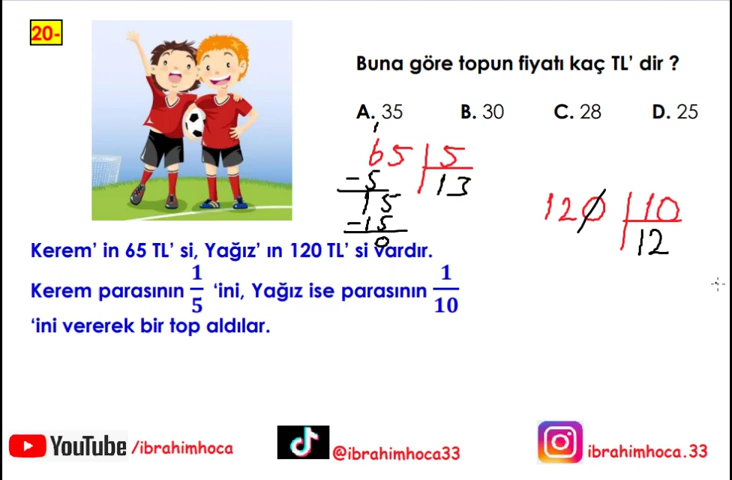 20-
Buna göre topun fiyatı kaç TL' dir ?
A. 35 B. 30 C. 28 D. 25
65 5
- 5 13
15
- 15
0
120 10
12
Kerem' in 65 TL' si, Yağız' ın 120 TL' si vardır.
Kerem parasının 1/5 'ini, Yağız ise parasının 1/10
'ini vererek bir top aldılar.
YouTube /ibrahimhoca
@ibrahimhoca33
ibrahimhoca.33